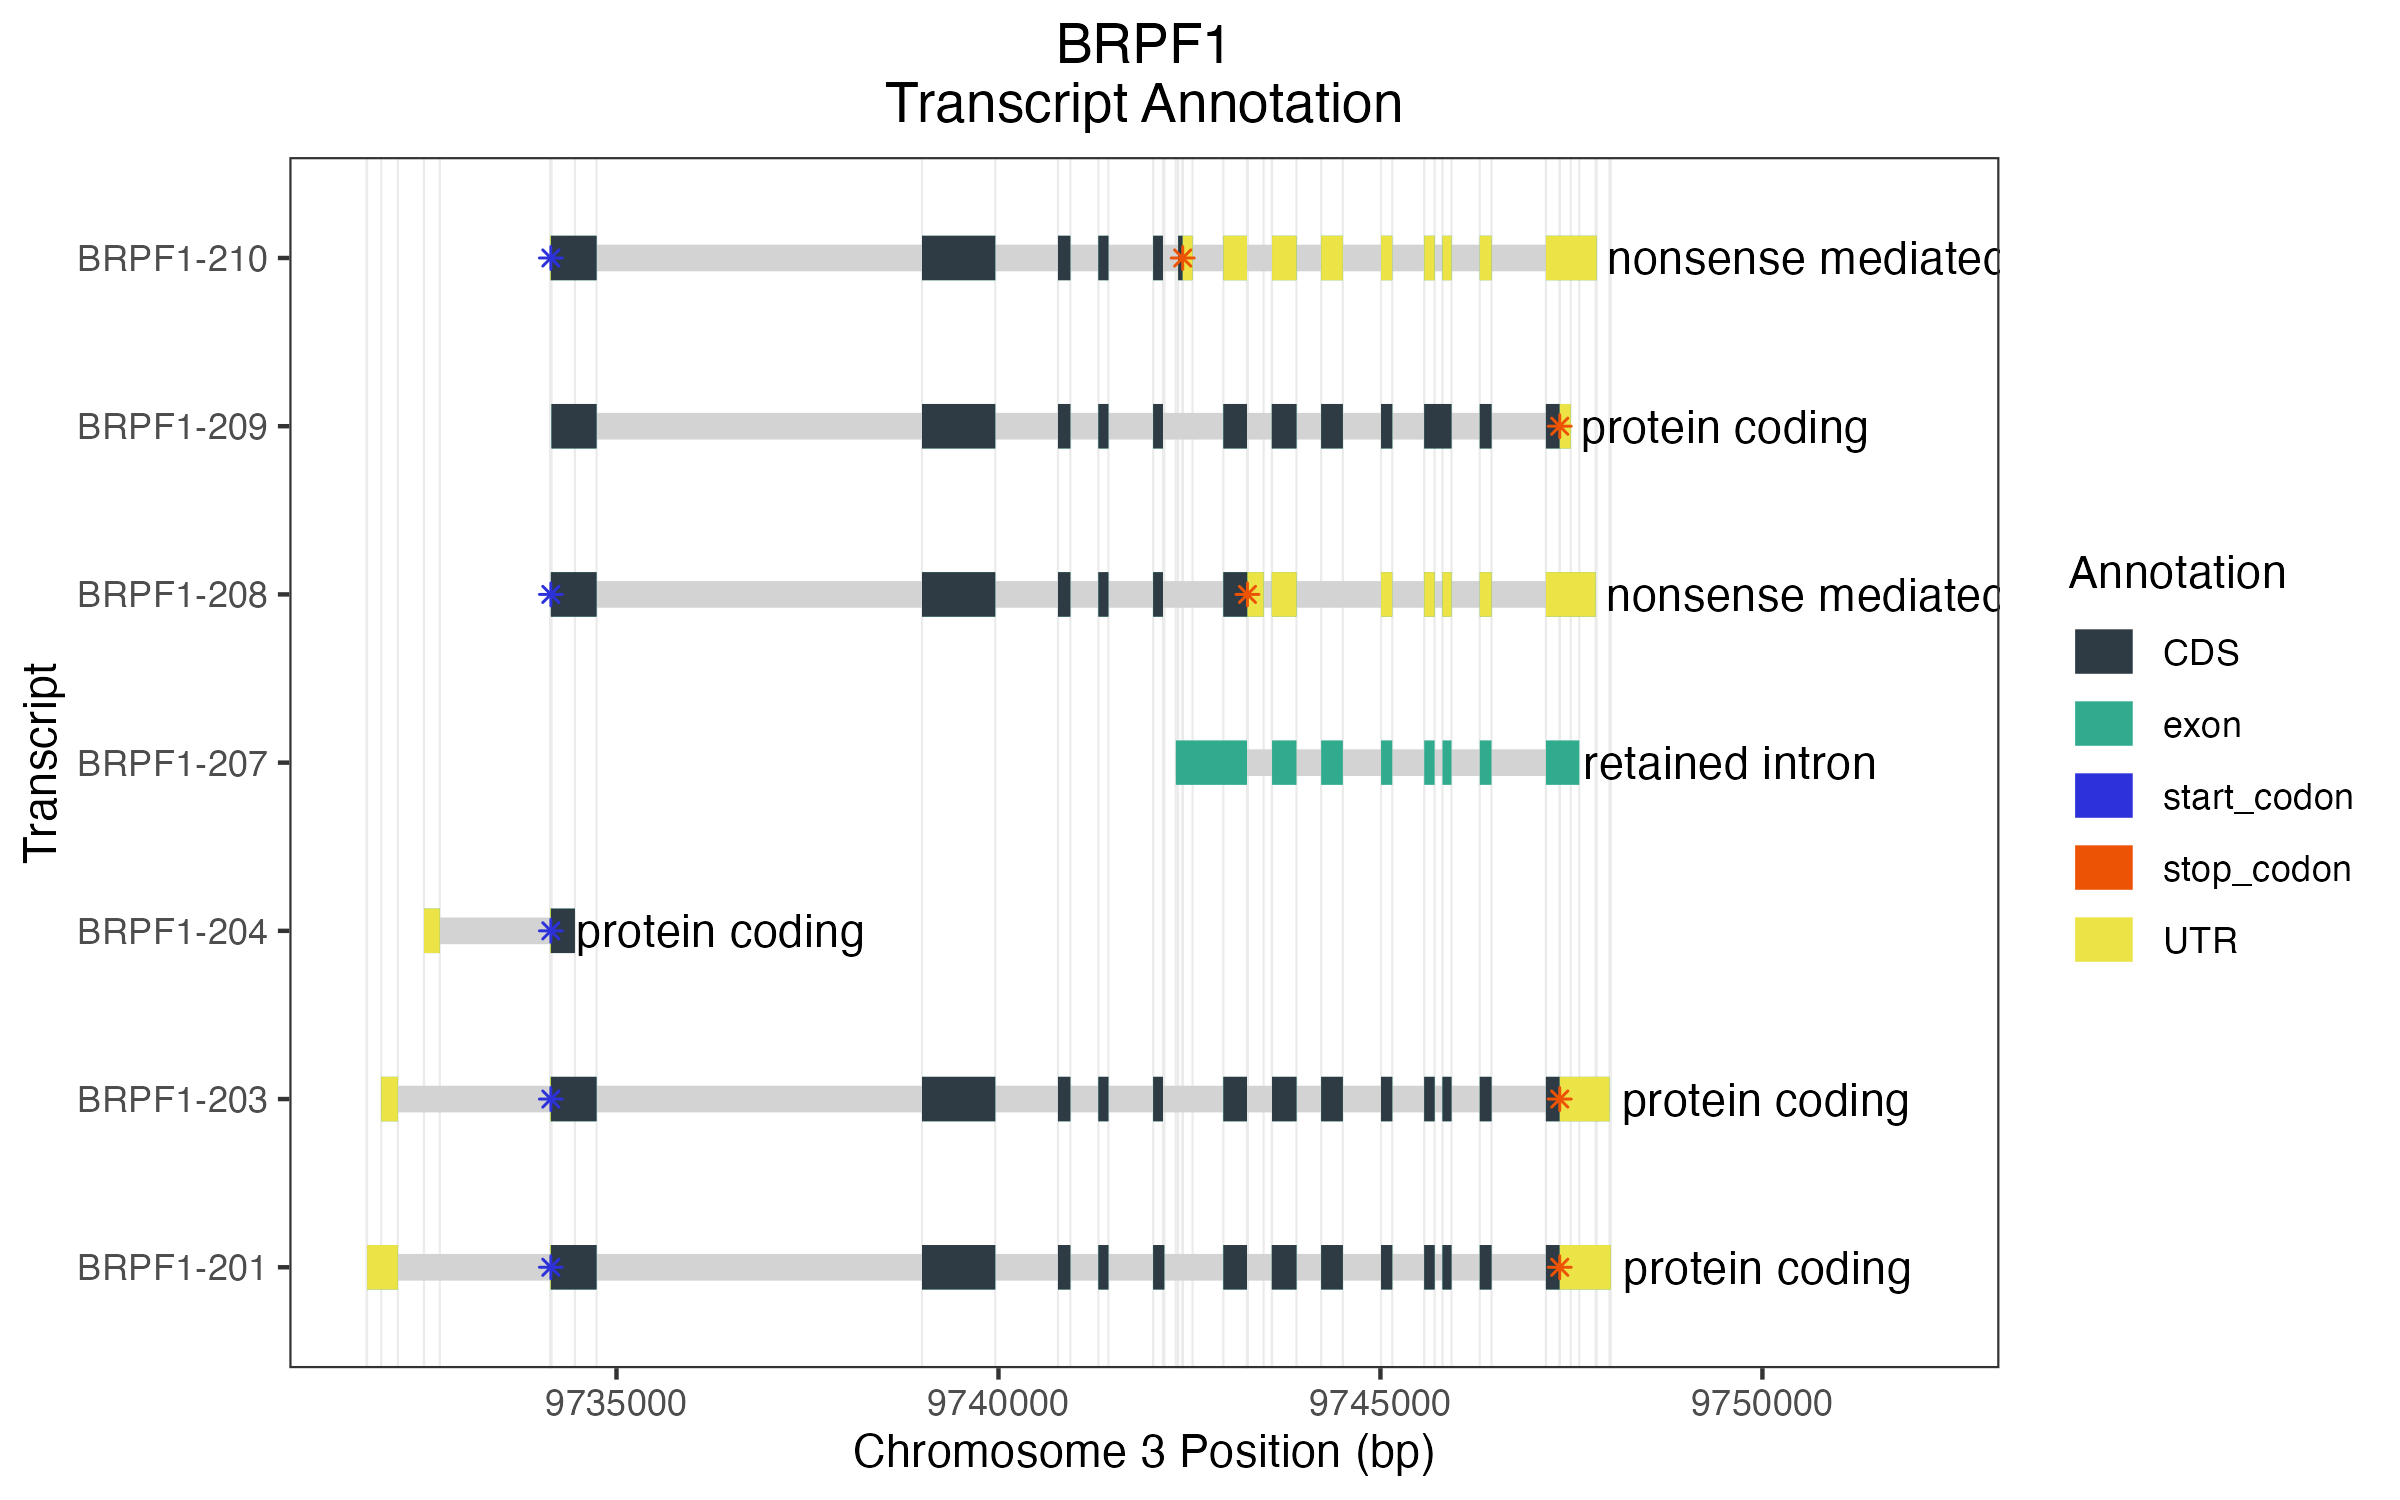 BRPF1
Transcript Annotation
BRPF1-210
nonsense mediated
BRPF1-209
protein coding
BRPF1-208
nonsense mediated
BRPF1-207
retained intron
BRPF1-204
protein coding
BRPF1-203
protein coding
BRPF1-201
protein coding
Transcript
9735000
9740000
9745000
9750000
Chromosome 3 Position (bp)
Annotation
CDS
exon
start_codon
stop_codon
UTR